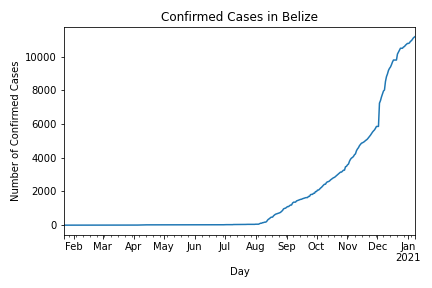 Confirmed Cases in Belize
Number of Confirmed Cases
10000
8000
6000
4000
2000
0
Feb Mar Apr May Jun Jul Aug Sep Oct Nov Dec Jan
2021
Day